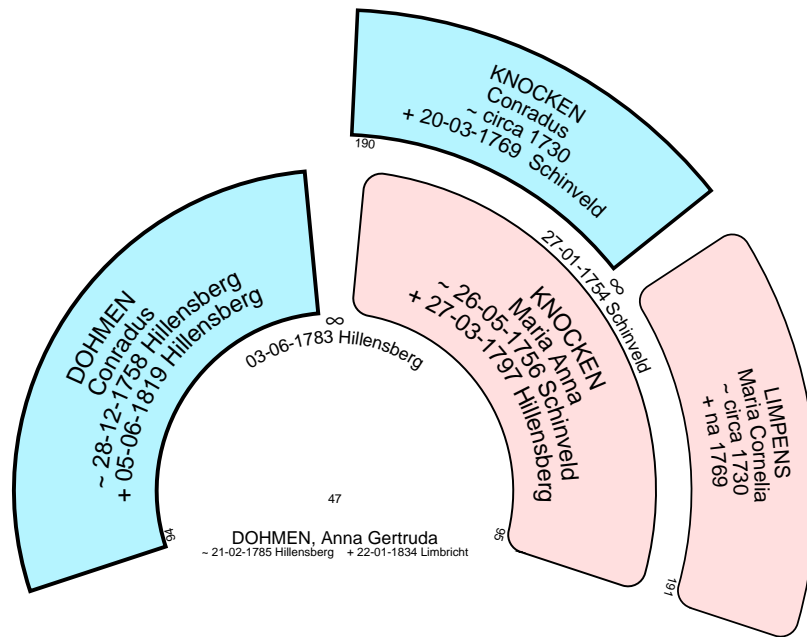 KNOCKEN
Conradus
~ circa 1730
+ 20-03-1769 Schinveld
190
27-01-1754 Schinveld
∞
LIMPENS
Maria Cornelia
~ circa 1730
+ na 1769
191
DOHMEN
Conradus
~ 28-12-1758 Hillensberg
+ 05-06-1819 Hillensberg
94
∞
03-06-1783 Hillensberg
KNOCKEN
Maria Anna
~ 26-05-1756 Schinveld
+ 27-03-1797 Hillensberg
95
47
DOHMEN, Anna Gertruda
~ 21-02-1785 Hillensberg + 22-01-1834 Limbricht